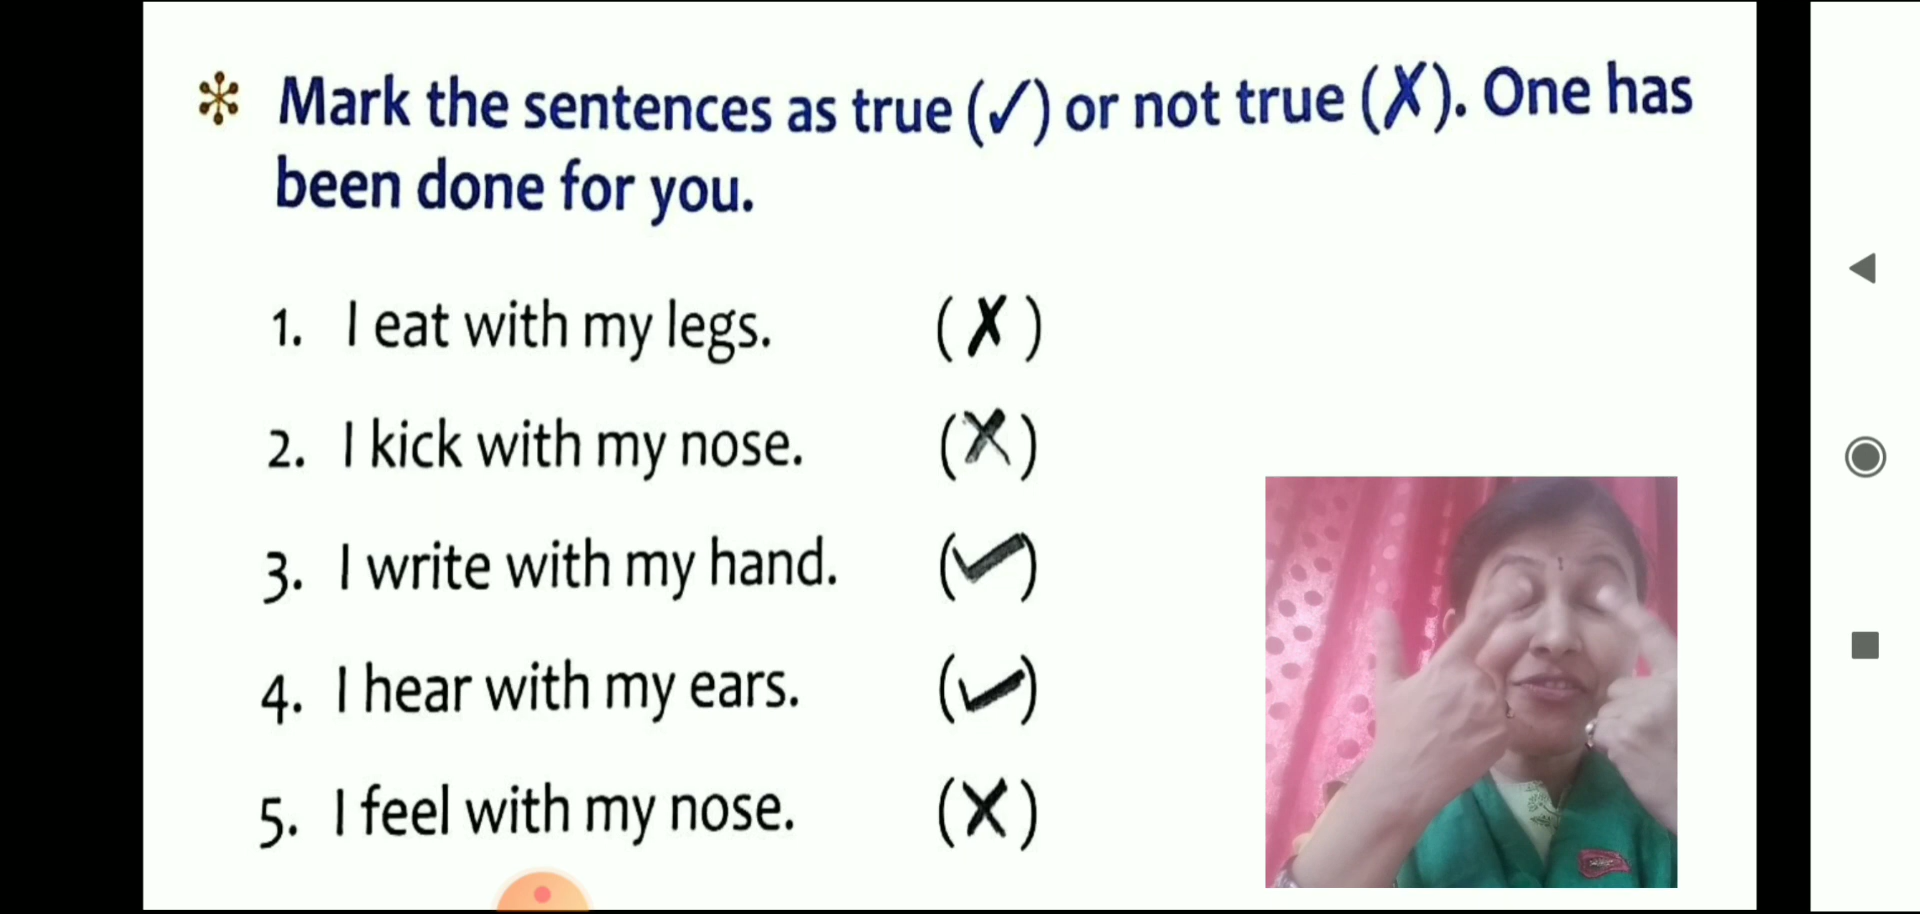 Mark the sentences as true (✓) or not true (✗). One has
been done for you.
1. I eat with my legs. (✗)
2. I kick with my nose. (✗)
3. I write with my hand. (✓)
4. I hear with my ears. (✓)
5. I feel with my nose. (✗)